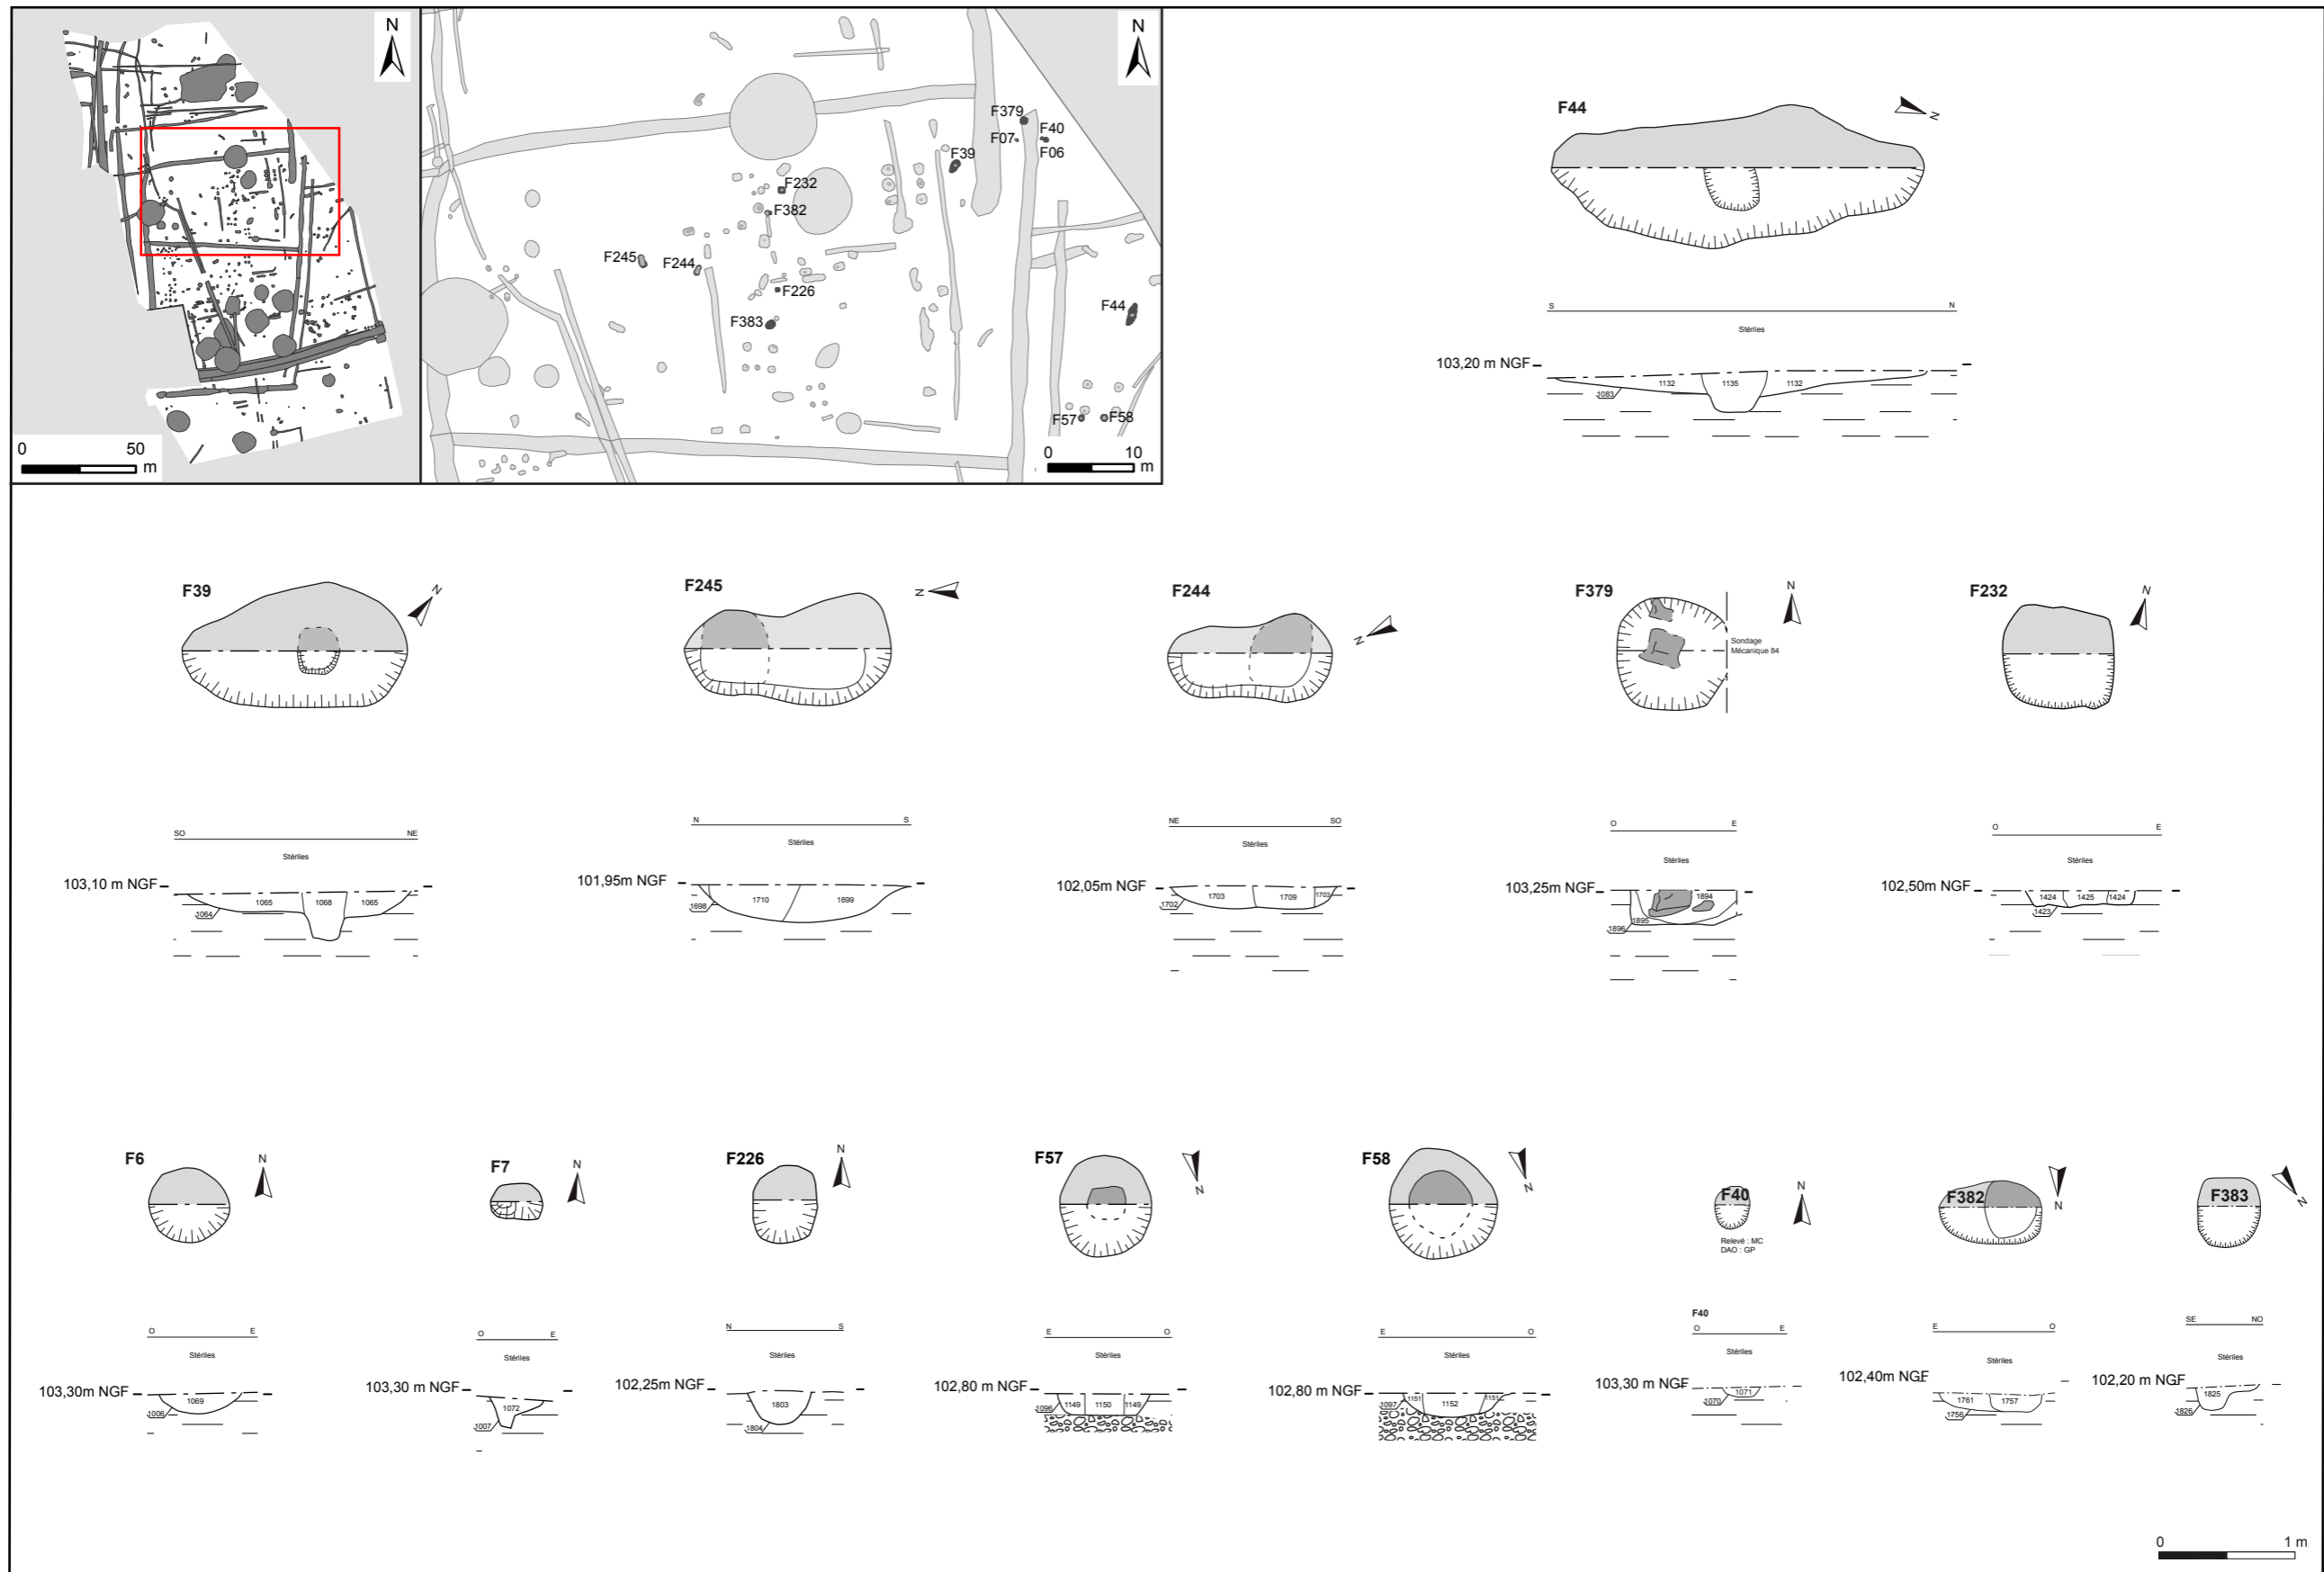 N
0 50
m
N
F379
F40
F07
F06
F39
F232
F382
F245
F244
F226
F383
F44
F57
F58
0 10
m
F44
N
S N
Stériles
103,20 m NGF
1132 1135 1132
1083
F39
N
F245
N
F244
N
F379
N
Sondage
Mécanique 84
F232
N
SO NE
Stériles
103,10 m NGF
1065 1068 1065
1064
N S
Stériles
101,95m NGF
1710 1699
1698
NE SO
Stériles
102,05m NGF
1703 1709 1703
1702
O E
Stériles
103,25m NGF
1894
1895
1896
O E
Stériles
102,50m NGF
1424 1425 1424
1423
F6
N
F7
N
F226
N
F57
N
F58
N
F40
N
Relevé : MC
DAO : GP
F382
N
F383
N
O E
Stériles
103,30m NGF
1069
1006
O E
Stériles
103,30 m NGF
1072
1007
N S
Stériles
102,25m NGF
1803
1804
E O
Stériles
102,80 m NGF
1149 1150 1149
1096
E O
Stériles
102,80 m NGF
1151 1152 1151
1097
F40
O E
Stériles
103,30 m NGF
1071
1070
E O
Stériles
102,40m NGF
1761 1757
1756
SE NO
Stériles
102,20 m NGF
1825
1826
0 1 m